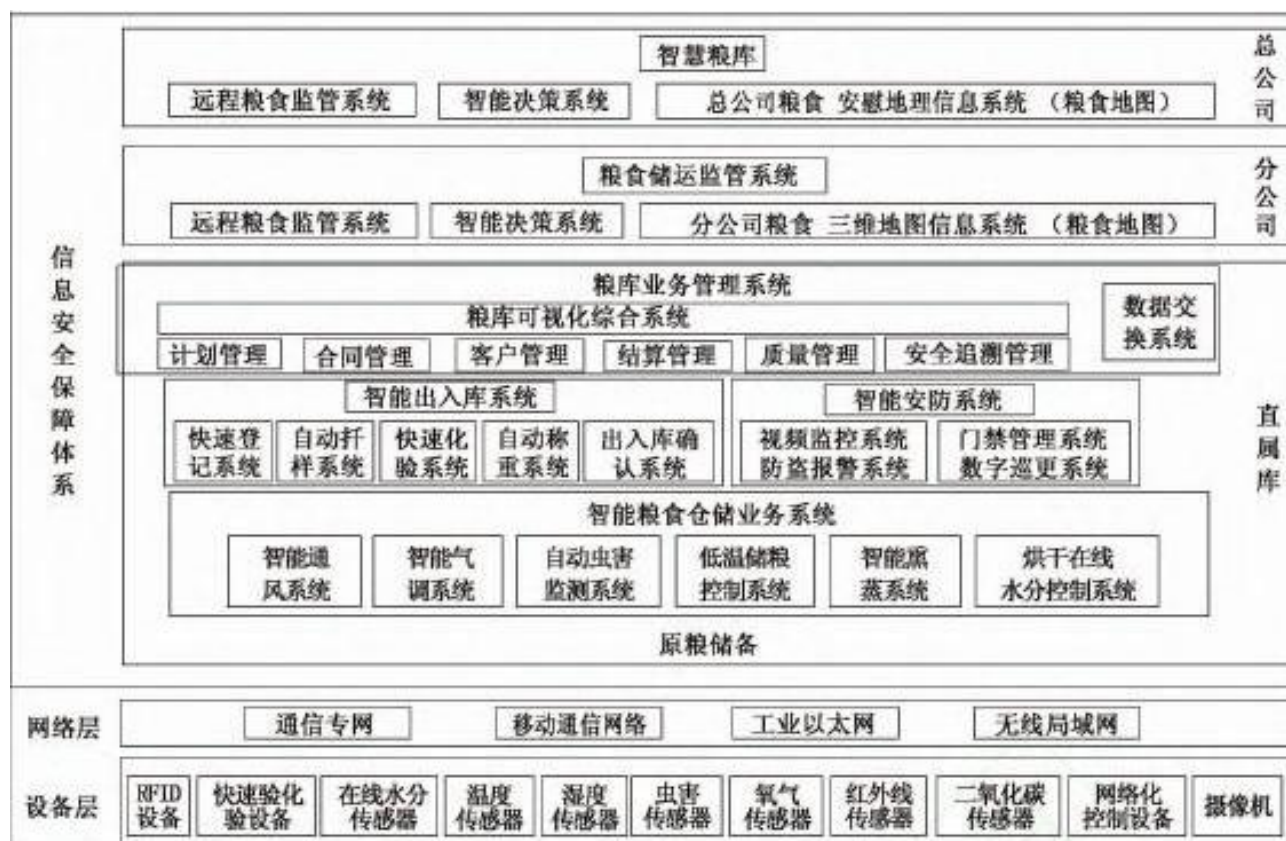 智慧粮库
总公司
远程粮食监管系统 智能决策系统 总公司粮食 安慰地理信息系统 （粮食地图）
粮食储运监管系统
分公司
远程粮食监管系统 智能决策系统 分公司粮食 三维地图信息系统 （粮食地图）
信息安全保障体系
粮库业务管理系统
粮库可视化综合系统
数据交
换系统
计划管理 合同管理 客户管理 结算管理 质量管理 安全追溯管理
直属库
智能出入库系统 智能安防系统
快速登 自动扦 快速化 自动称 出入库确 视频监控系统 门禁管理系统
记系统 样系统 验系统 重系统 认系统 防盗报警系统 数字巡更系统
智能粮食仓储业务系统
智能通 智能气 自动虫害 低温储粮 智能熏 烘干在线
风系统 调系统 监测系统 控制系统 蒸系统 水分控制系统
原粮储备
网络层 通信专网 移动通信网络 工业以太网 无线局域网
设备层
RFID 快速验化 在线水分 温度 湿度 虫害 氧气 红外线 二氧化碳 网络化 摄像机
设备 验设备 传感器 传感器 传感器 传感器 传感器 传感器 传感器 控制设备